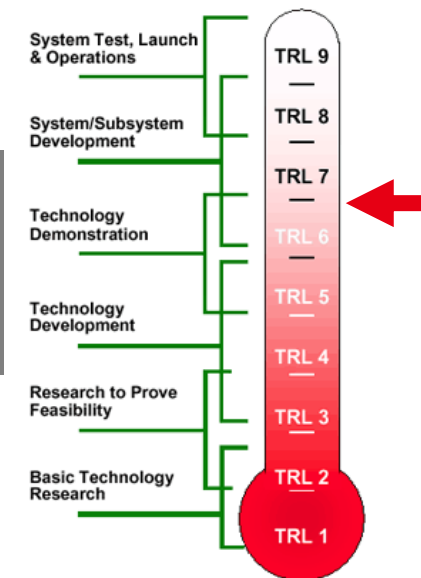 System Test, Launch
& Operations
System/Subsystem
Development
Technology
Demonstration
Technology
Development
Research to Prove
Feasibility
Basic Technology
Research
TRL 9
TRL 8
TRL 7
TRL 6
TRL 5
TRL 4
TRL 3
TRL 2
TRL 1